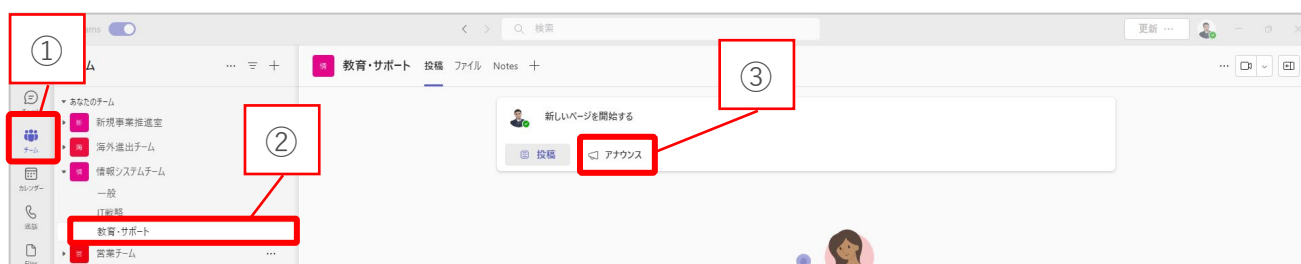 ①
②
③
ams
検索
更新 …
ム
情
教育・サポート 投稿 ファイル Notes
あなたのチーム
新規事業推進室
海 海外進出チーム
チーム
情 情報システムチーム
一般
カレンダー
IT戦略
通話
教育・サポート
営業チーム
新しいページを開始する
投稿 アナウンス